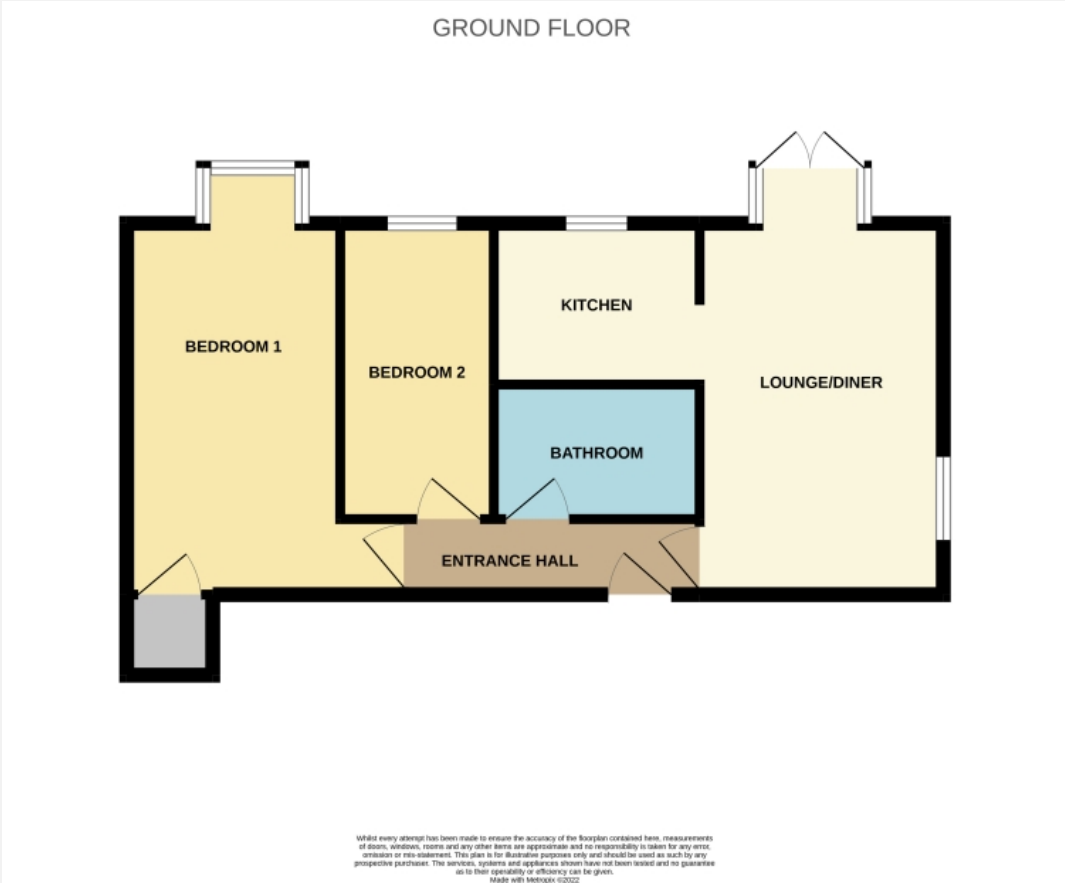 GROUND FLOOR
BEDROOM 1
BEDROOM 2
KITCHEN
LOUNGE/DINER
BATHROOM
ENTRANCE HALL
Whilst every attempt has been made to ensure the accuracy of the floorplan contained here, measurements
of doors, windows, rooms and any other items are approximate and no responsibility is taken for any error,
omission or mis-statement. This plan is for illustrative purposes only and should be used as such by any
prospective purchaser. The services, systems and appliances shown have not been tested and no guarantee
as to their operability or efficiency can be given.
Made with Metropix ©2022